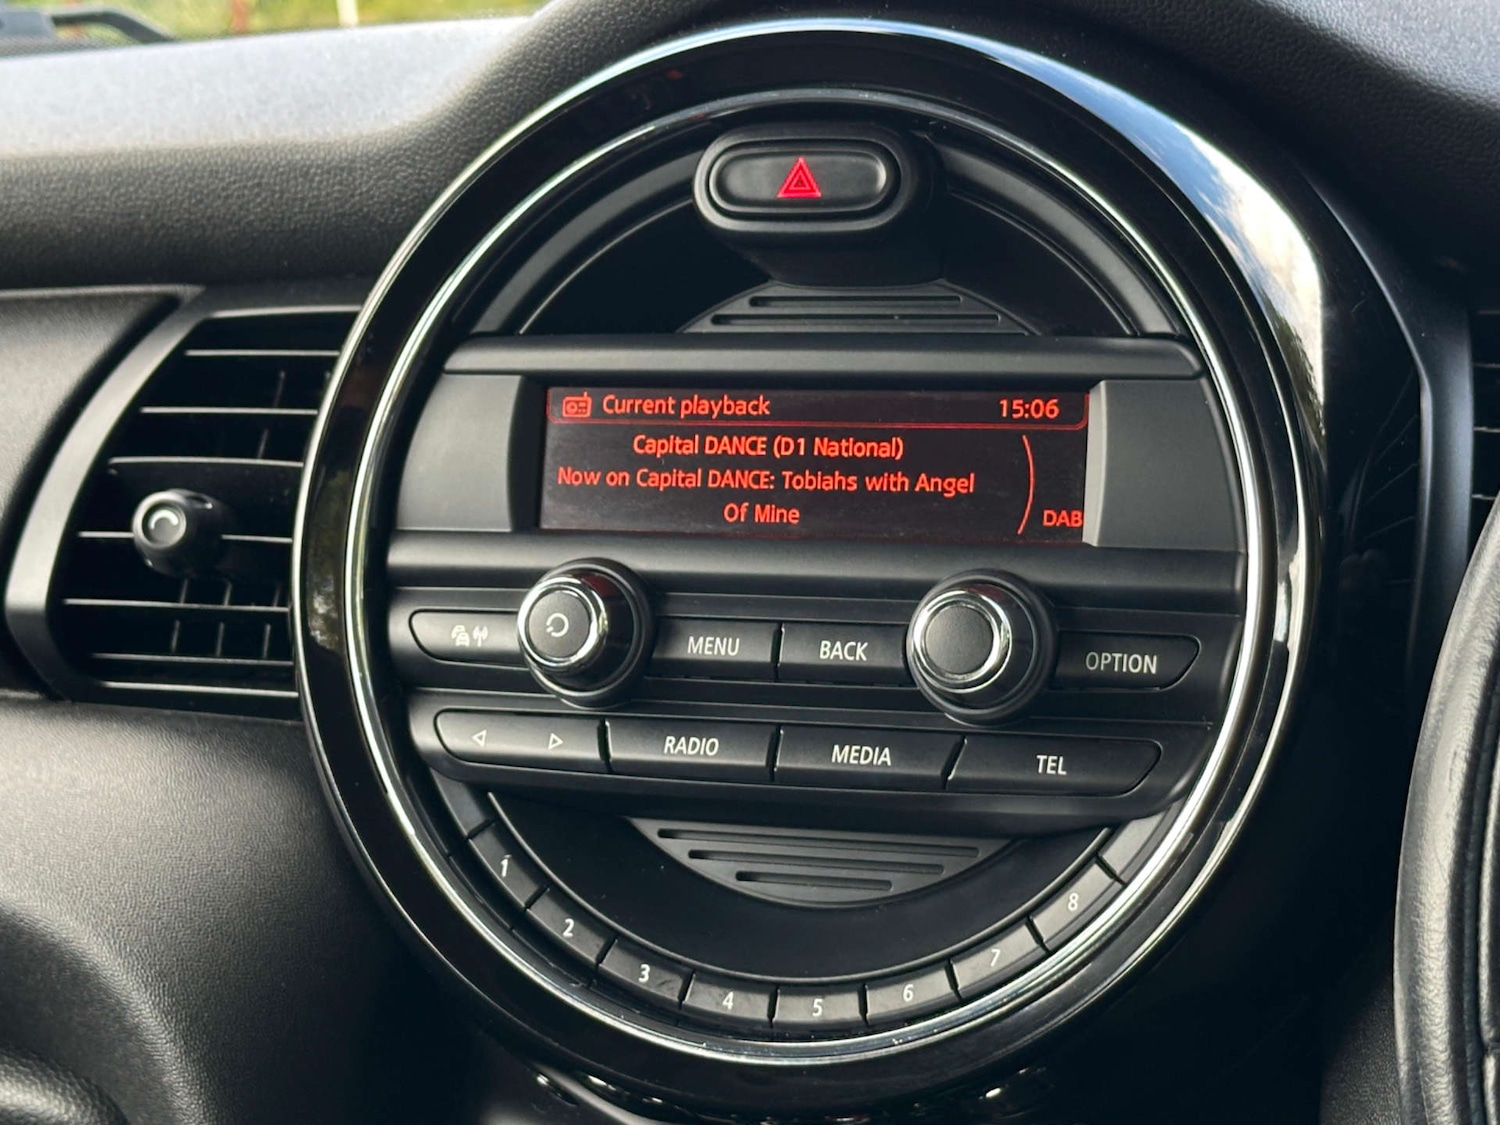 Current playback 15:06
Capital DANCE (D1 National)
Now on Capital DANCE: Tobiahs with Angel
Of Mine
DAB
MENU BACK OPTION
RADIO MEDIA TEL
1 2 3 4 5 6 7 8